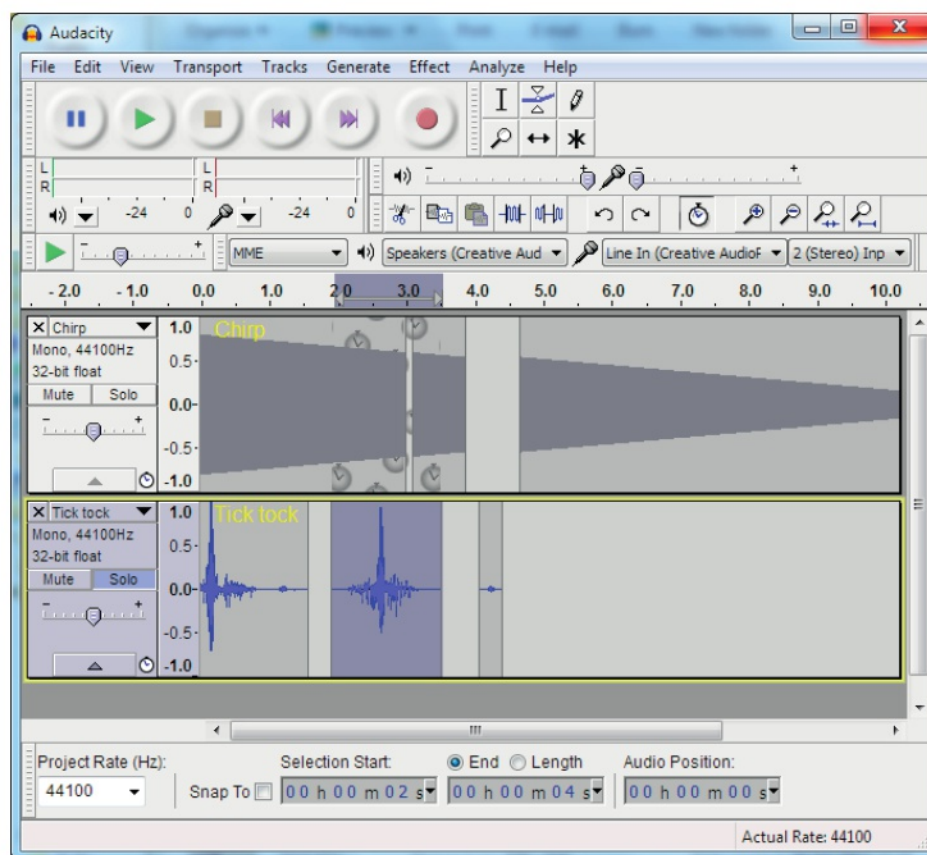 Audacity
File Edit View Transport Tracks Generate Effect Analyze Help
L
R
L
R
-24 0
-24 0
MME
Speakers (Creative Aud
Line In (Creative AudioF
2 (Stereo) Inp
- 2.0 - 1.0 0.0 1.0 2.0 3.0 4.0 5.0 6.0 7.0 8.0 9.0 10.0
X Chirp
Mono, 44100Hz
32-bit float
Mute Solo
- +
1.0
0.5
0.0
-0.5
-1.0
Chirp
X Tick tock
Mono, 44100Hz
32-bit float
Mute Solo
- +
1.0
0.5
0.0
-0.5
-1.0
Tick tock
Project Rate (Hz): Selection Start: End Length Audio Position:
44100 Snap To 00 h 00 m 02 s 00 h 00 m 04 s 00 h 00 m 00 s
Actual Rate: 44100